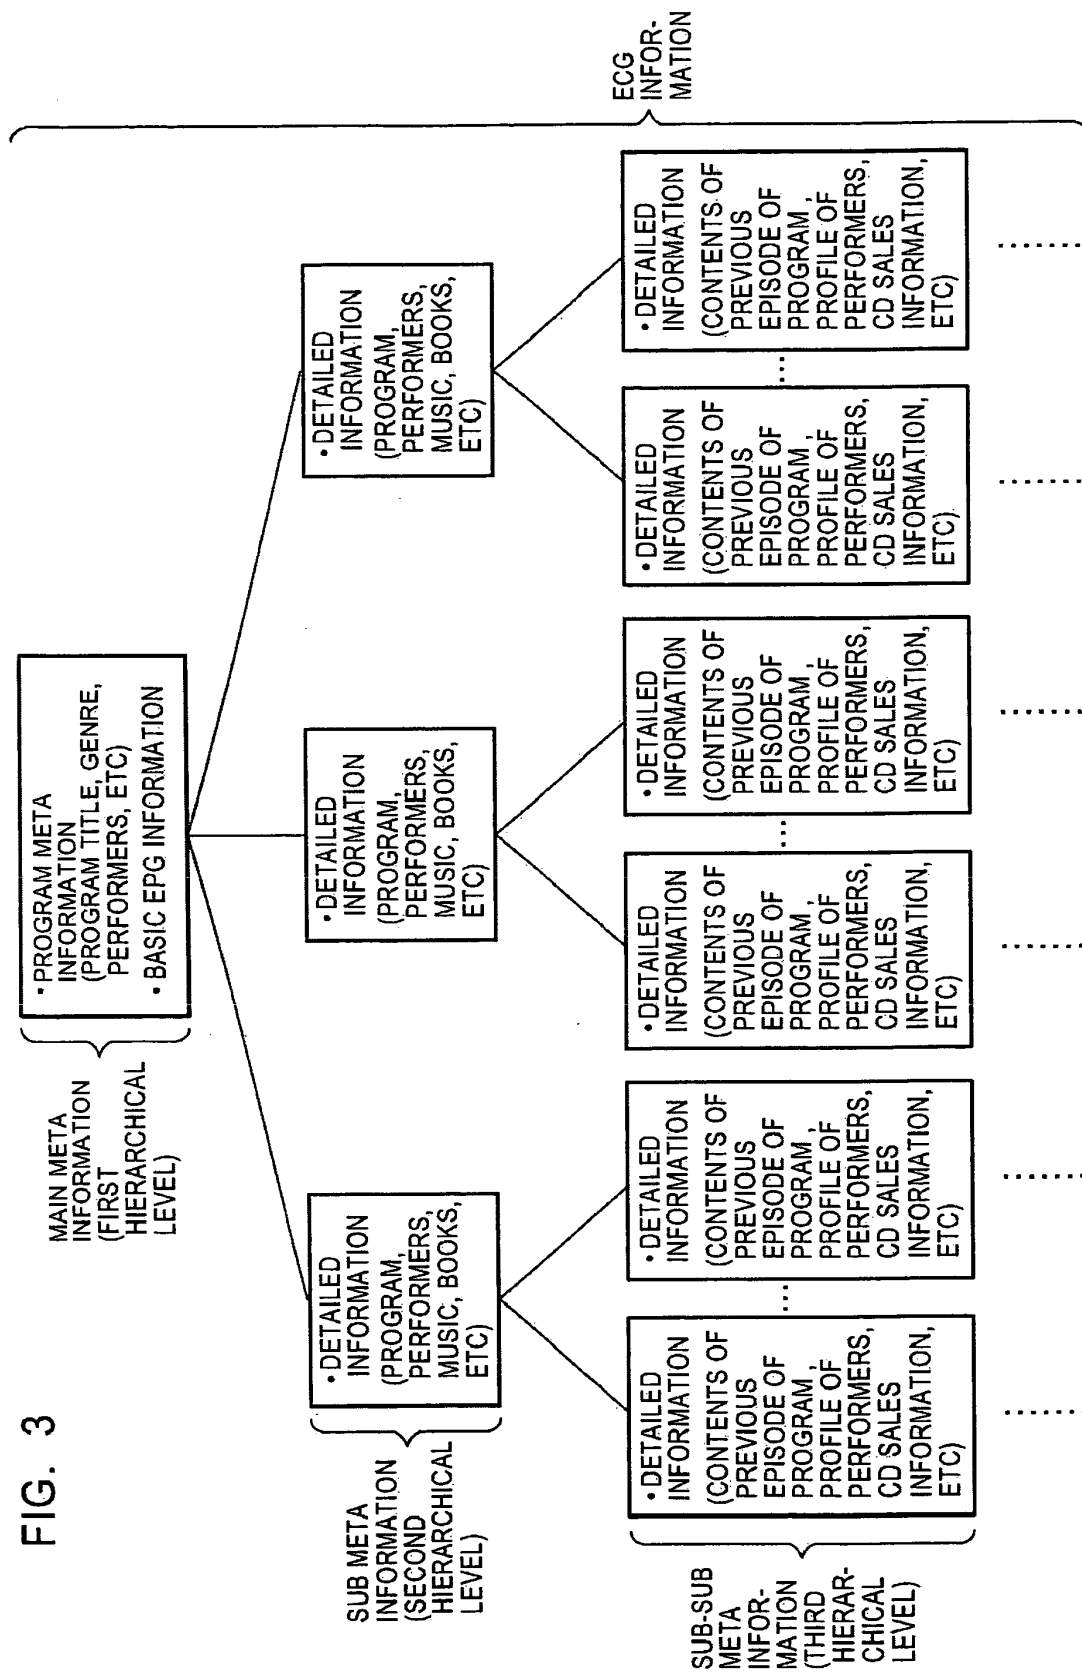 FIG. 3
MAIN META
INFORMATION
(FIRST
HIERARCHICAL
LEVEL)
• PROGRAM META
INFORMATION
(PROGRAM TITLE, GENRE,
PERFORMERS, ETC)
• BASIC EPG INFORMATION
SUB META
INFORMATION
(SECOND
HIERARCHICAL
LEVEL)
• DETAILED
INFORMATION
(PROGRAM,
PERFORMERS,
MUSIC, BOOKS,
ETC)
• DETAILED
INFORMATION
(PROGRAM,
PERFORMERS,
MUSIC, BOOKS,
ETC)
• DETAILED
INFORMATION
(PROGRAM,
PERFORMERS,
MUSIC, BOOKS,
ETC)
SUB-SUB
META
INFOR-
MATION
(THIRD
HIERAR-
CHICAL
LEVEL)
• DETAILED
INFORMATION
(CONTENTS OF
PREVIOUS
EPISODE OF
PROGRAM ,
PROFILE OF
PERFORMERS,
CD SALES
INFORMATION,
ETC)
...
• DETAILED
INFORMATION
(CONTENTS OF
PREVIOUS
EPISODE OF
PROGRAM ,
PROFILE OF
PERFORMERS,
CD SALES
INFORMATION,
ETC)
• DETAILED
INFORMATION
(CONTENTS OF
PREVIOUS
EPISODE OF
PROGRAM ,
PROFILE OF
PERFORMERS,
CD SALES
INFORMATION,
ETC)
...
• DETAILED
INFORMATION
(CONTENTS OF
PREVIOUS
EPISODE OF
PROGRAM ,
PROFILE OF
PERFORMERS,
CD SALES
INFORMATION,
ETC)
• DETAILED
INFORMATION
(CONTENTS OF
PREVIOUS
EPISODE OF
PROGRAM ,
PROFILE OF
PERFORMERS,
CD SALES
INFORMATION,
ETC)
...
• DETAILED
INFORMATION
(CONTENTS OF
PREVIOUS
EPISODE OF
PROGRAM ,
PROFILE OF
PERFORMERS,
CD SALES
INFORMATION,
ETC)
ECG
INFOR-
MATION